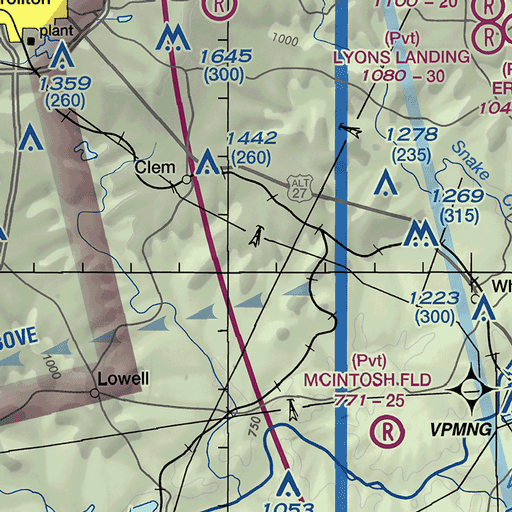 plant
R
1000
1645
(300)
1100 - 20
R
R
(Pvt)
LYONS LANDING
1080 - 30
1359
(260)
1442
(260)
1278
(235)
Snake
Clem
ALT
27
1269
(315)
1223
(300)
OVE
1000
Lowell
(Pvt)
MCINTOSH FLD
771 - 25
R
VPMNG
750
1053